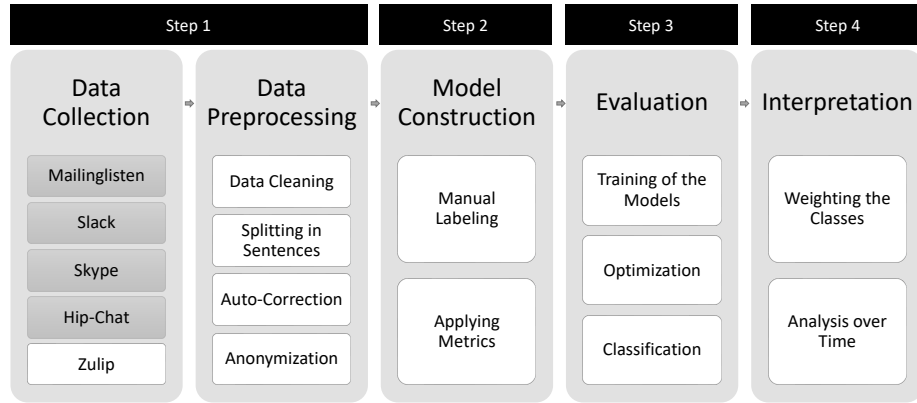 Step 1
Step 2
Step 3
Step 4
Data
Collection
Mailinglisten
Slack
Skype
Hip-Chat
Zulip
Data
Preprocessing
Data Cleaning
Splitting in
Sentences
Auto-Correction
Anonymization
Model
Construction
Manual
Labeling
Applying
Metrics
Evaluation
Training of the
Models
Optimization
Classification
Interpretation
Weighting the
Classes
Analysis over
Time